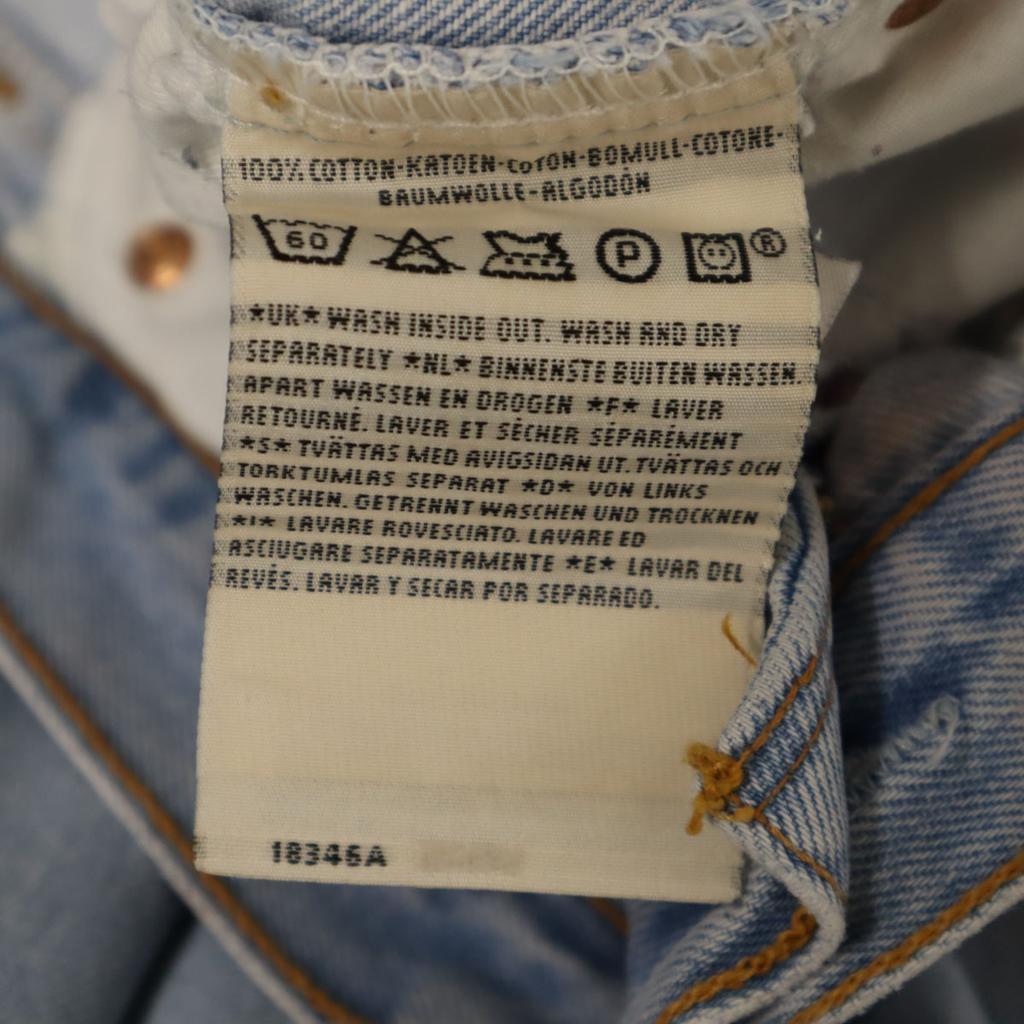 100% COTTON-KATOEN-COTON-BOMULL-COTONE-
BAUMWOLLE-ALGODÓN
60 P ®
*UK* WASH INSIDE OUT. WASH AND DRY
SEPARATELY *NL* BINNENSTE BUITEN WASSEN.
APART WASSEN EN DROGEN *F* LAVER
RETOURNÉ. LAVER ET SÈCHER SÉPARÉMENT
*S* TVÄTTAS MED AVIGSIDAN UT. TVÄTTAS OCH
TORKTUMLAS SEPARAT *D* VON LINKS
WASCHEN. GETRENNT WASCHEN UND TROCKNEN
*I* LAVARE ROVESCIATO. LAVARE ED
ASCIUGARE SEPARATAMENTE *E* LAVAR DEL
REVÉS. LAVAR Y SECAR POR SEPARADO.
18346A